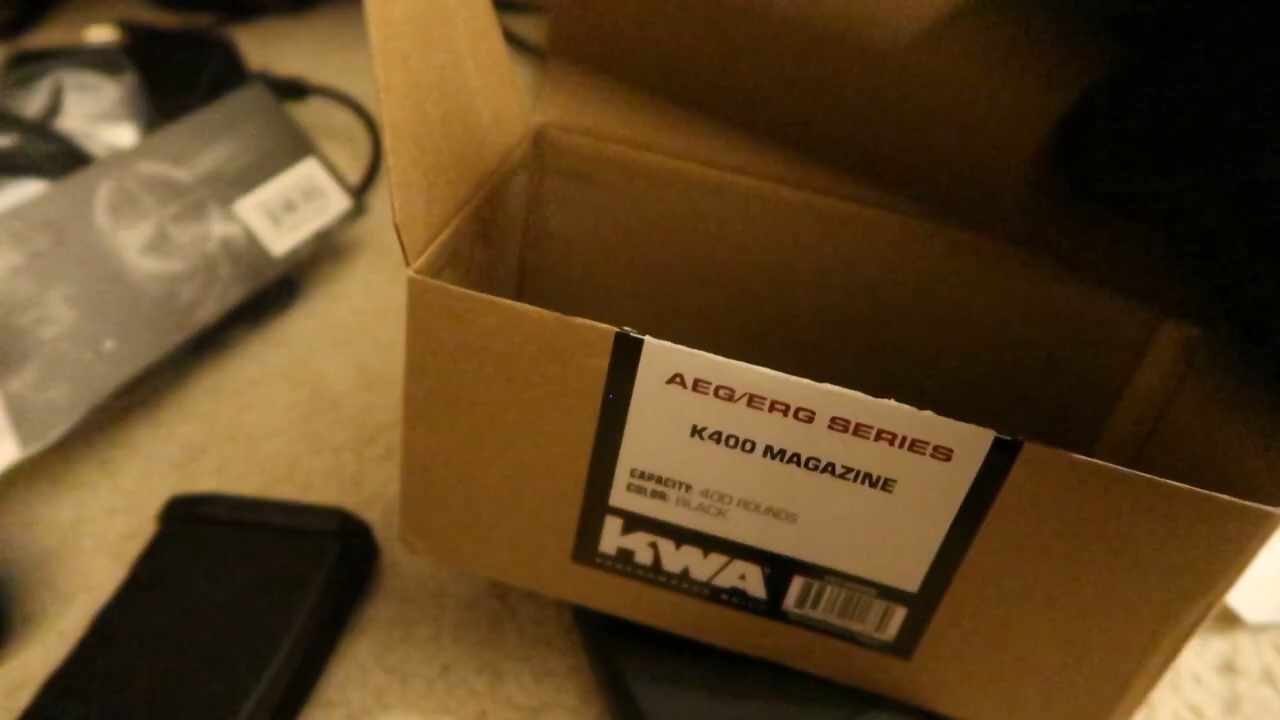 AEG/ERG SERIES
K400 MAGAZINE
CAPACITY: 400 ROUNDS
COLOR: BLACK
KWA